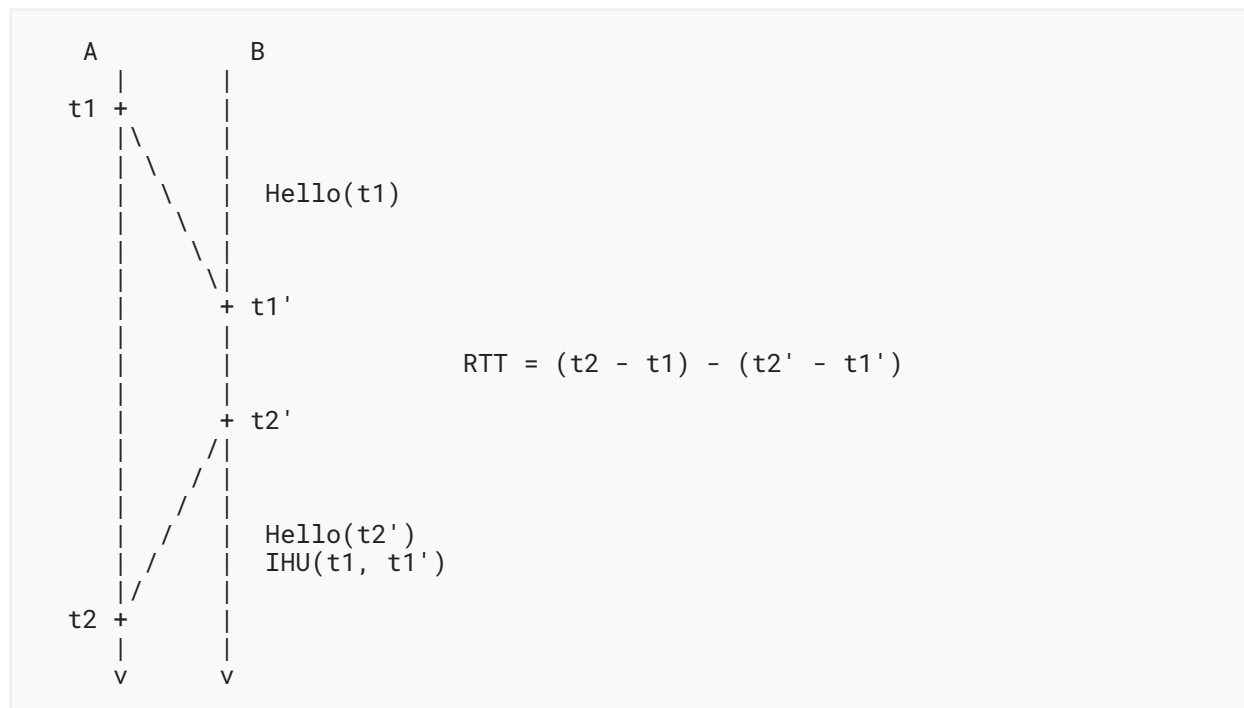 A B
t1 +
Hello(t1)
+ t1'
RTT = (t2 - t1) - (t2' - t1')
+ t2'
Hello(t2')
IHU(t1, t1')
t2 +
v v